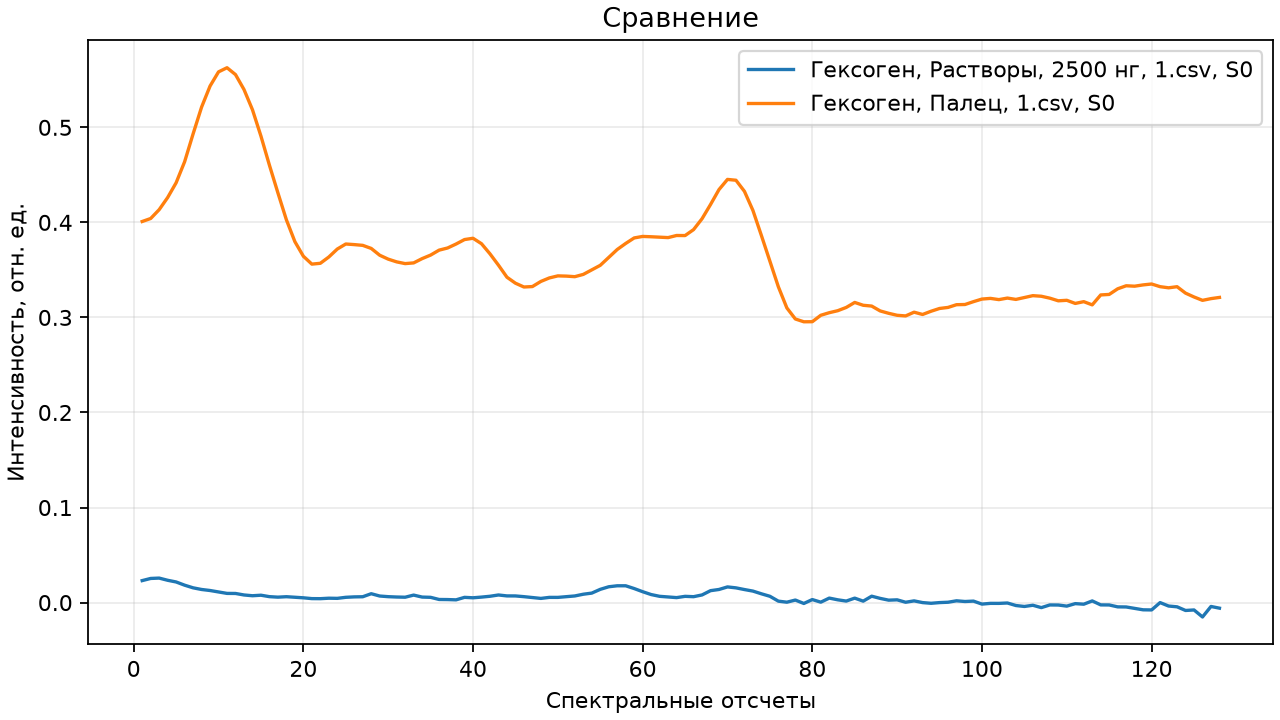 Сравнение
Гексоген, Растворы, 2500 нг, 1.csv, S0
Гексоген, Палец, 1.csv, S0
Интенсивность, отн. ед.
0.5
0.4
0.3
0.2
0.1
0.0
0 20 40 60 80 100 120
Спектральные отсчеты